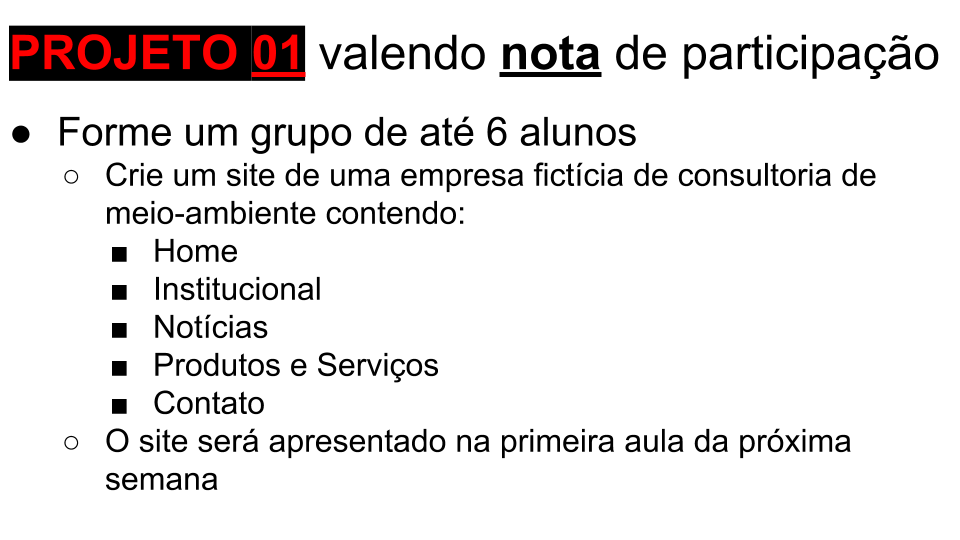 PROJETO 01 valendo nota de participação
● Forme um grupo de até 6 alunos
○ Crie um site de uma empresa fictícia de consultoria de
meio-ambiente contendo:
■ Home
■ Institucional
■ Notícias
■ Produtos e Serviços
■ Contato
○ O site será apresentado na primeira aula da próxima
semana